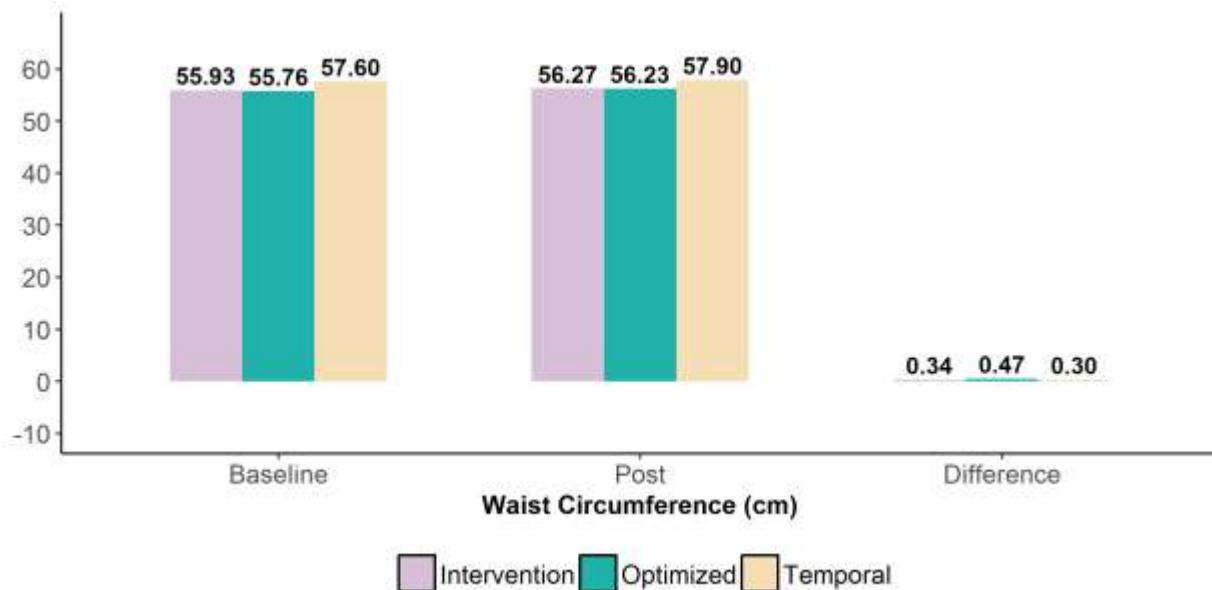 60
50
40
30
20
10
0
-10
55.93 55.76 57.60
56.27 56.23 57.90
0.34 0.47 0.30
Baseline Post Difference
Waist Circumference (cm)
Intervention Optimized Temporal